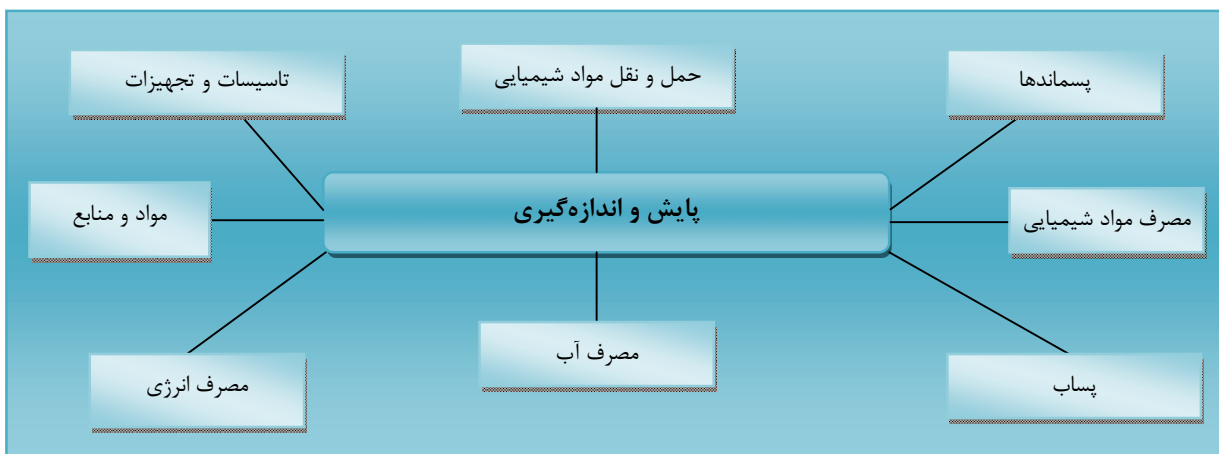 پسماندها
حمل و نقل مواد شیمیایی
تاسیسات و تجهیزات
مصرف مواد شیمیایی
پایش و اندازه‌گیری
مواد و منابع
پساب
مصرف آب
مصرف انرژی